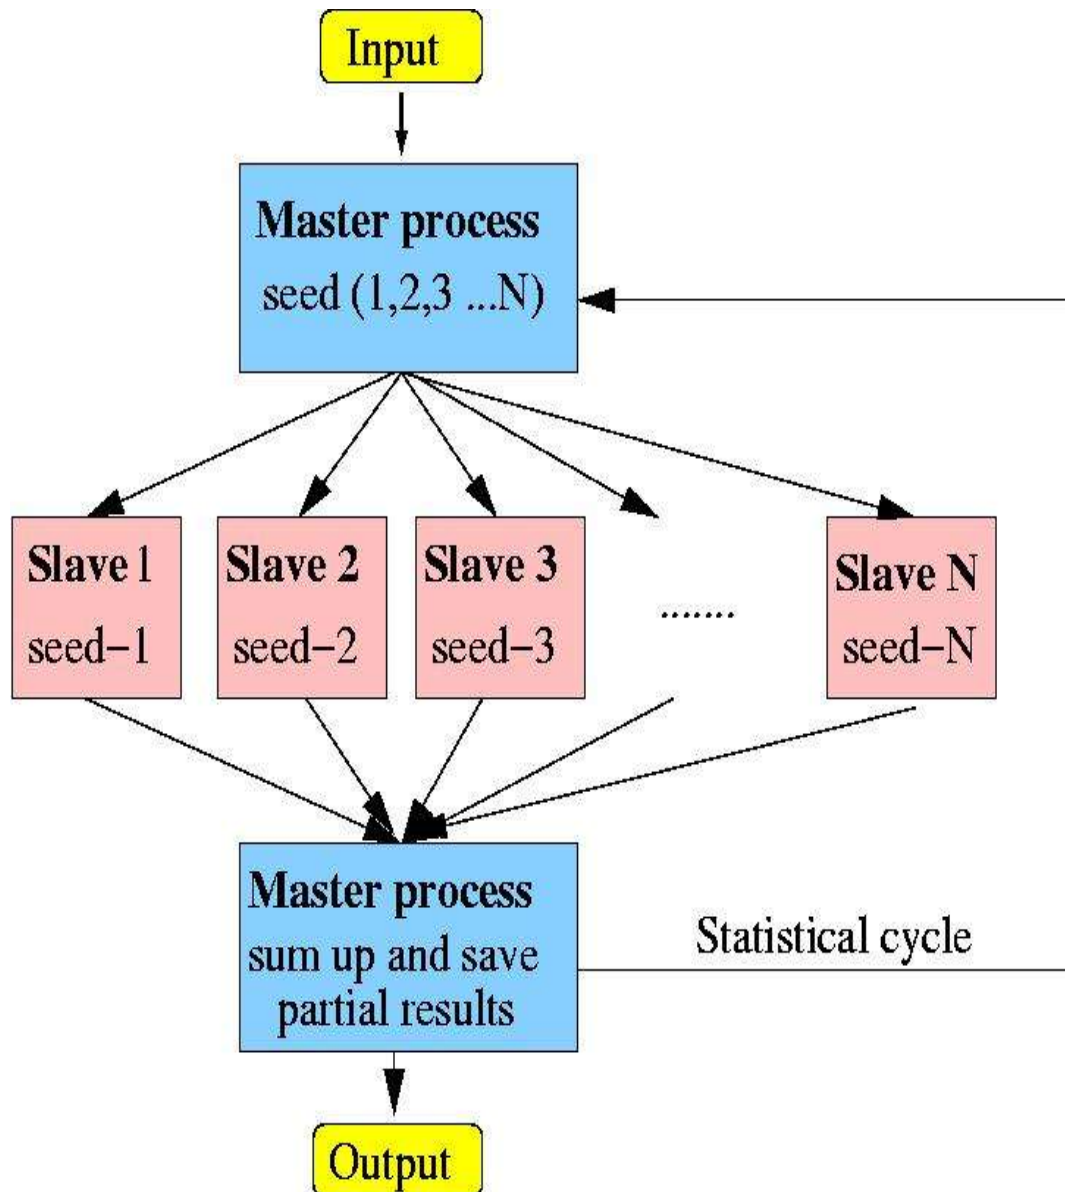 Input
Master process
seed (1,2,3 ...N)
Slave 1
seed-1
Slave 2
seed-2
Slave 3
seed-3
.......
Slave N
seed-N
Master process
sum up and save
partial results
Statistical cycle
Output